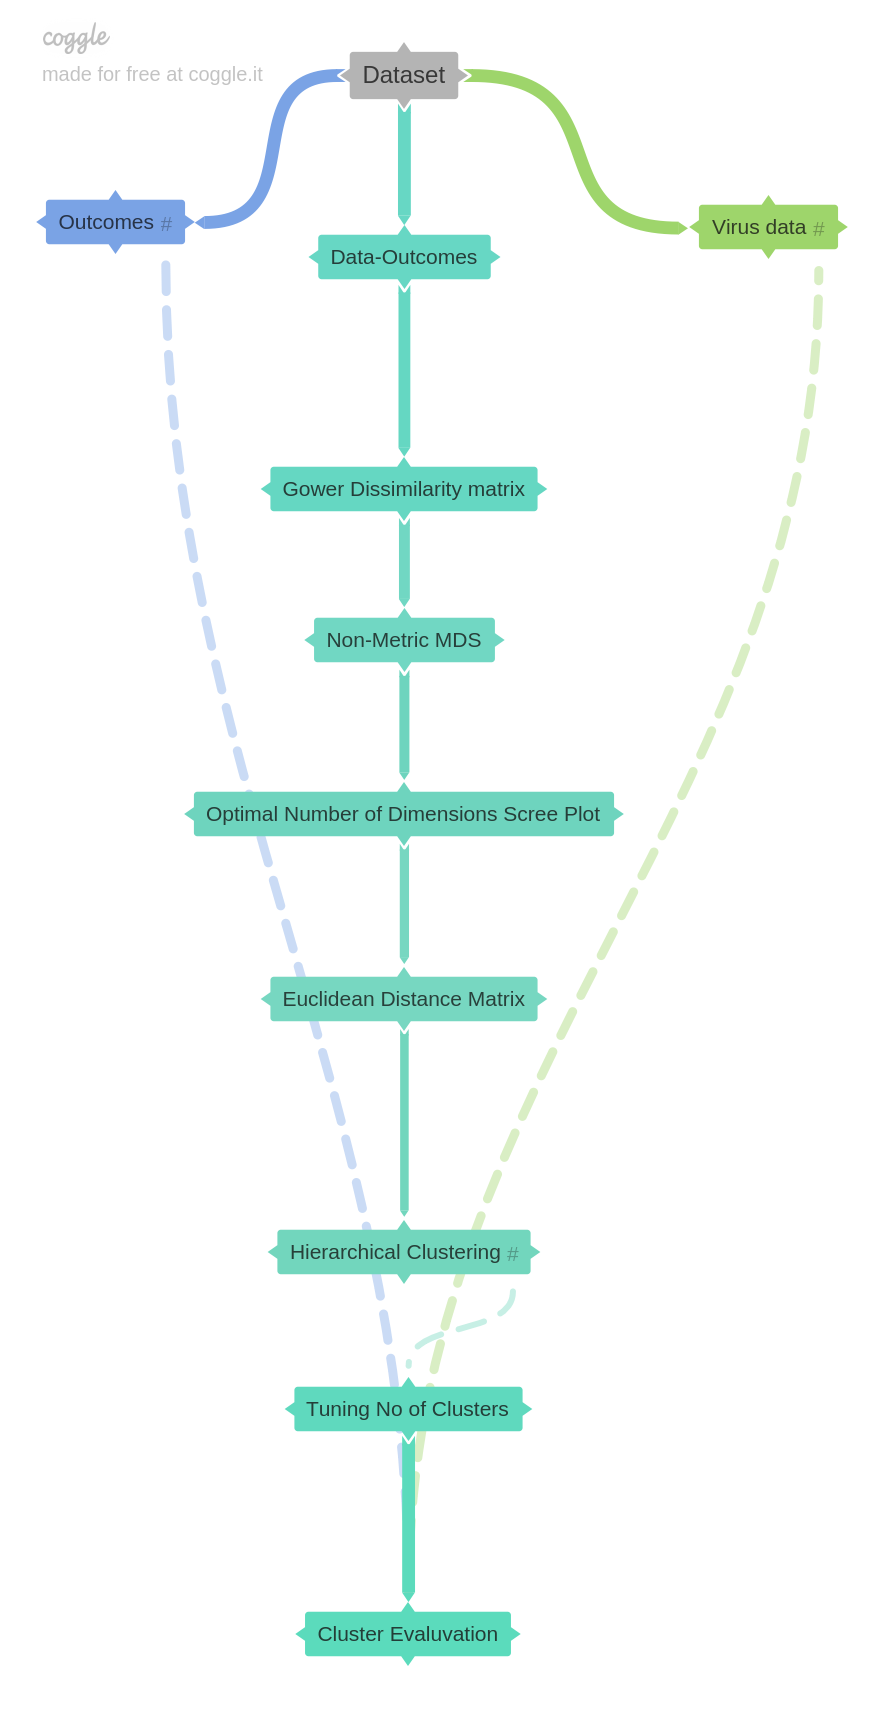 coggle
made for free at coggle.it
Dataset
Outcomes #
Virus data #
Data-Outcomes
Gower Dissimilarity matrix
Non-Metric MDS
Optimal Number of Dimensions Scree Plot
Euclidean Distance Matrix
Hierarchical Clustering #
Tuning No of Clusters
Cluster Evaluvation